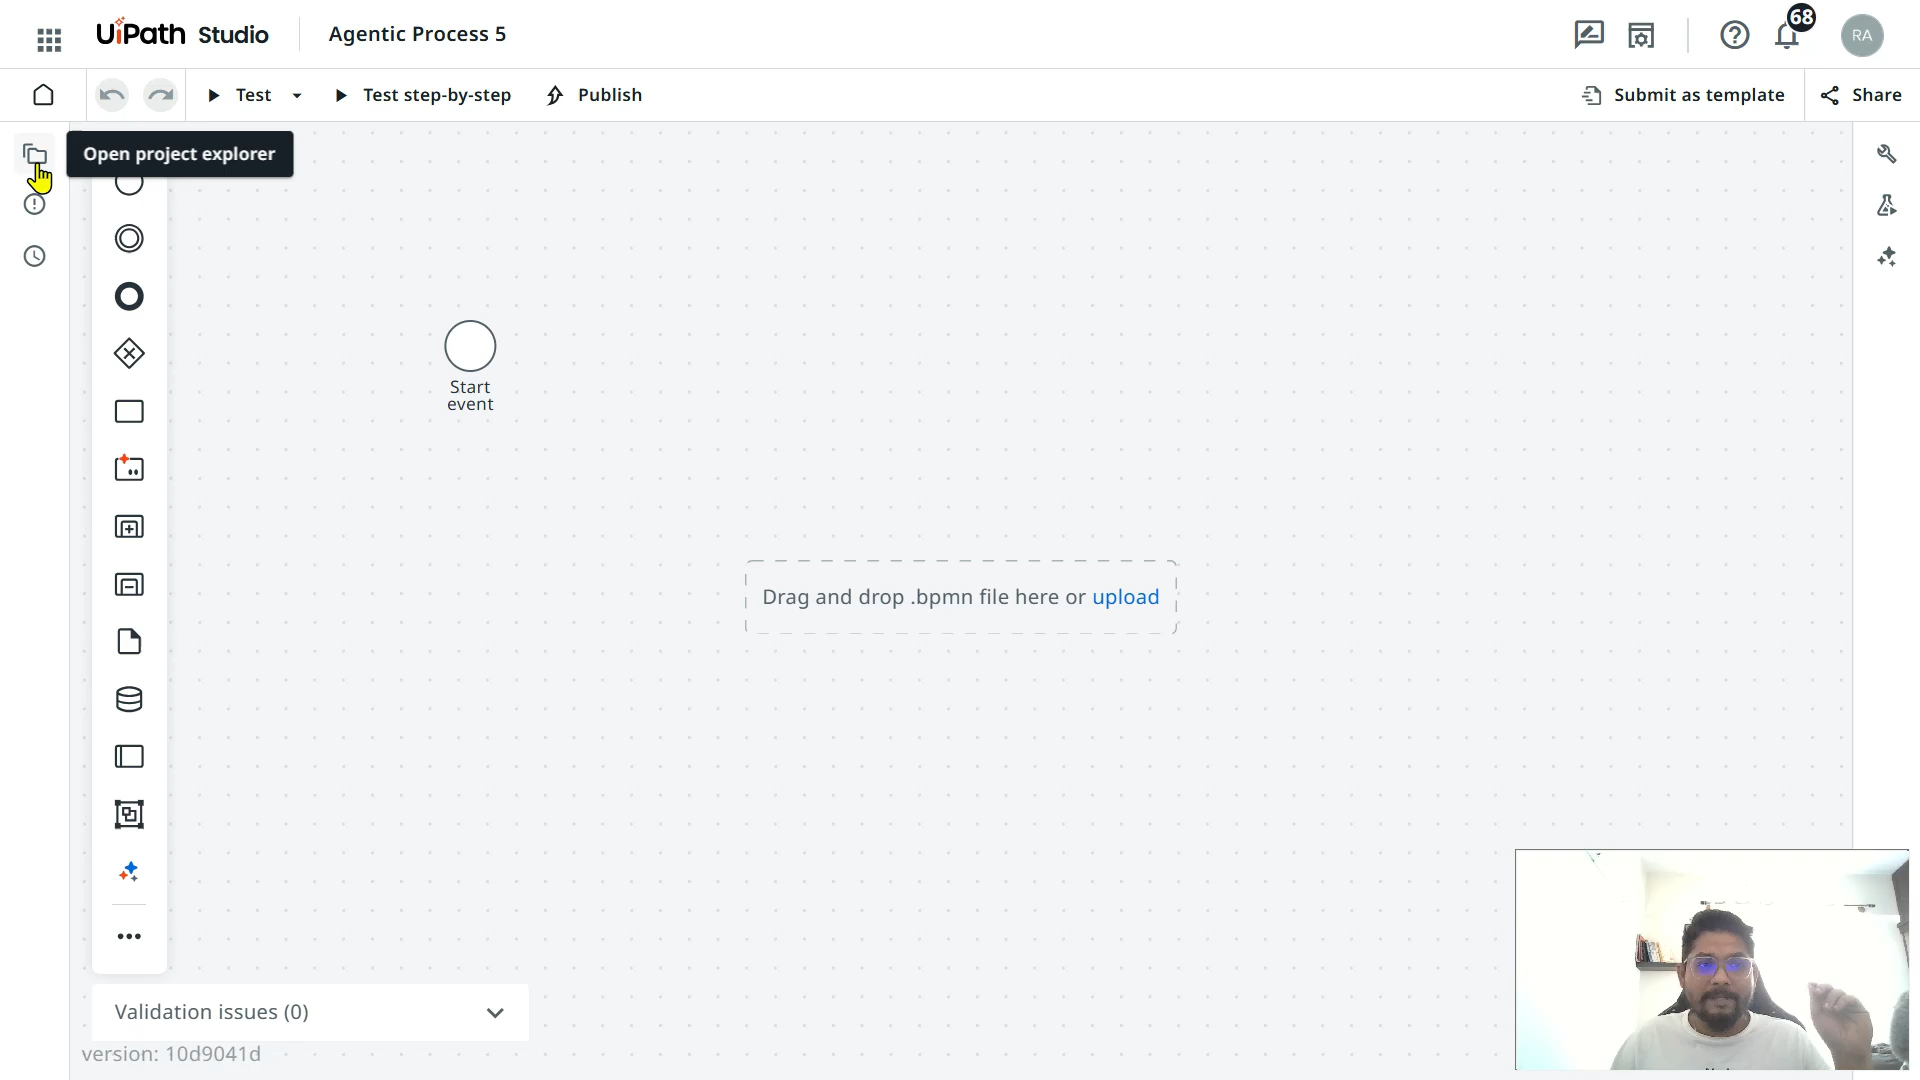 UiPath Studio
Agentic Process 5
68
RA
Test
Test step-by-step
Publish
Submit as template
Share
Open project explorer
Start
event
Drag and drop .bpmn file here or upload
Validation issues (0)
version: 10d9041d